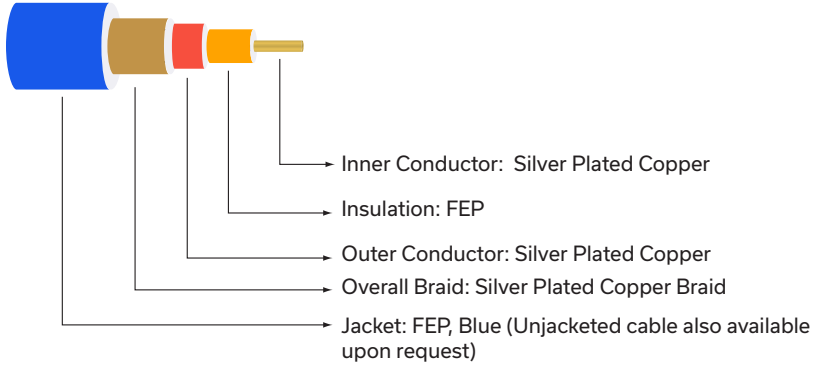 Inner Conductor:  Silver Plated Copper
Insulation: FEP
Outer Conductor: Silver Plated Copper
Overall Braid: Silver Plated Copper Braid
Jacket: FEP, Blue (Unjacketed cable also available
upon request)